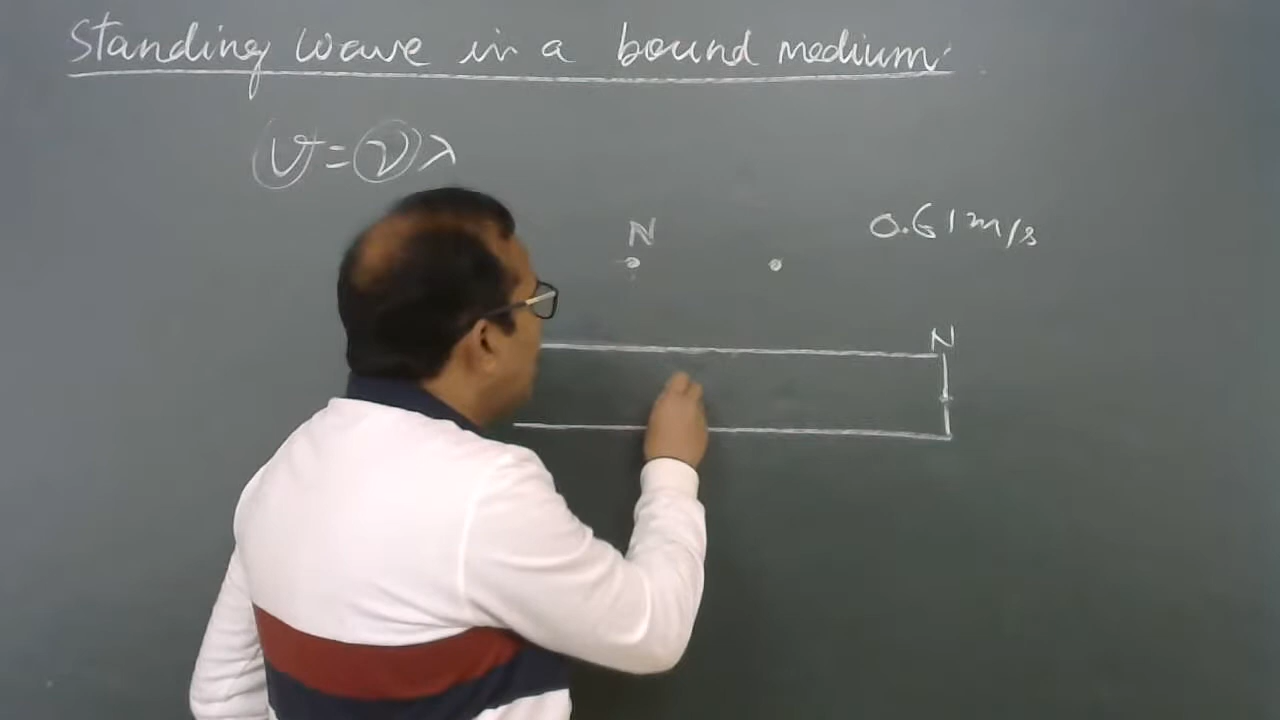 Standing wave in a bound medium.
v = νλ
N
0.61 m/s
N